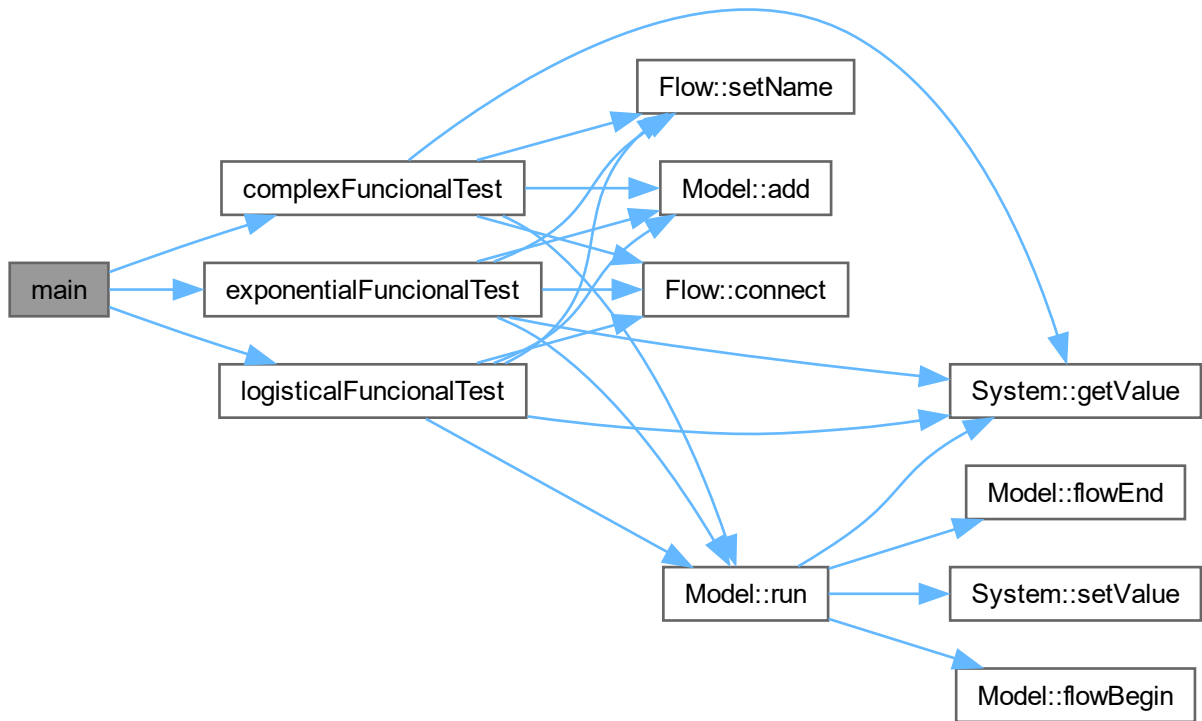 main
complexFuncionalTest
exponentialFuncionalTest
logisticalFuncionalTest
Flow::setName
Model::add
Flow::connect
Model::run
System::getValue
Model::flowEnd
System::setValue
Model::flowBegin